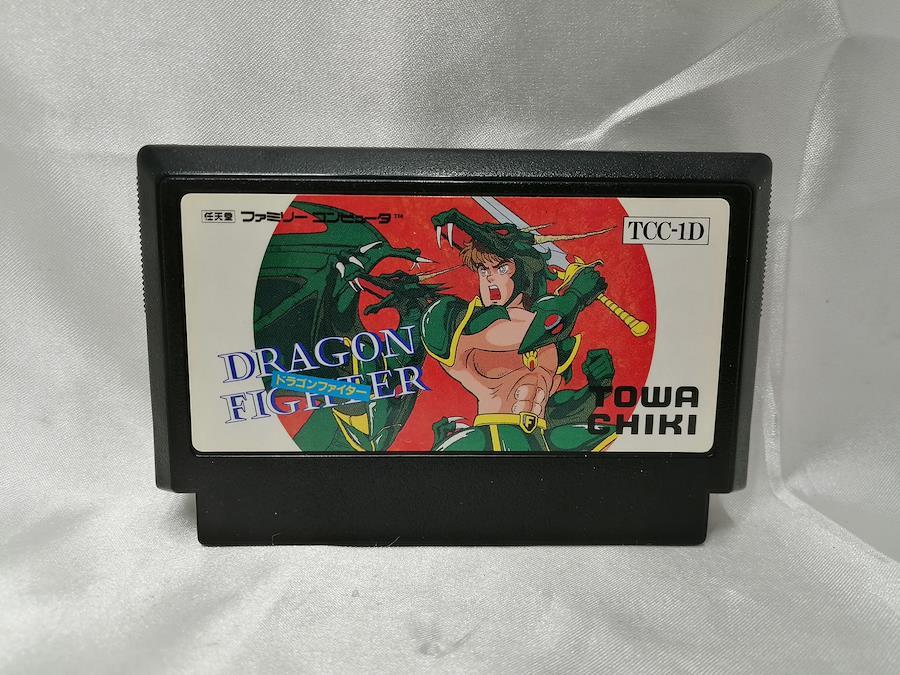 任天堂 ファミリーコンピュータ™
TCC-1D
DRAGON
ドラゴンファイター
FIGHTER
TOWA
CHIKI
F